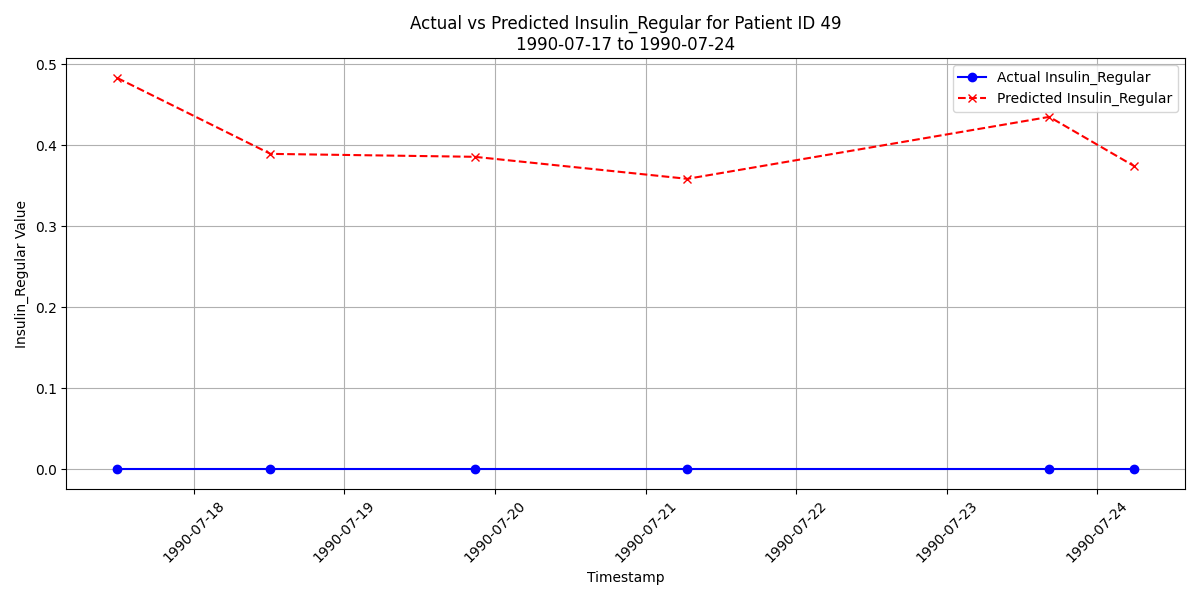 Actual vs Predicted Insulin_Regular for Patient ID 49
1990-07-17 to 1990-07-24
Actual Insulin_Regular
Predicted Insulin_Regular
Insulin_Regular Value
0.5
0.4
0.3
0.2
0.1
0.0
1990-07-18
1990-07-19
1990-07-20
1990-07-21
1990-07-22
1990-07-23
1990-07-24
Timestamp